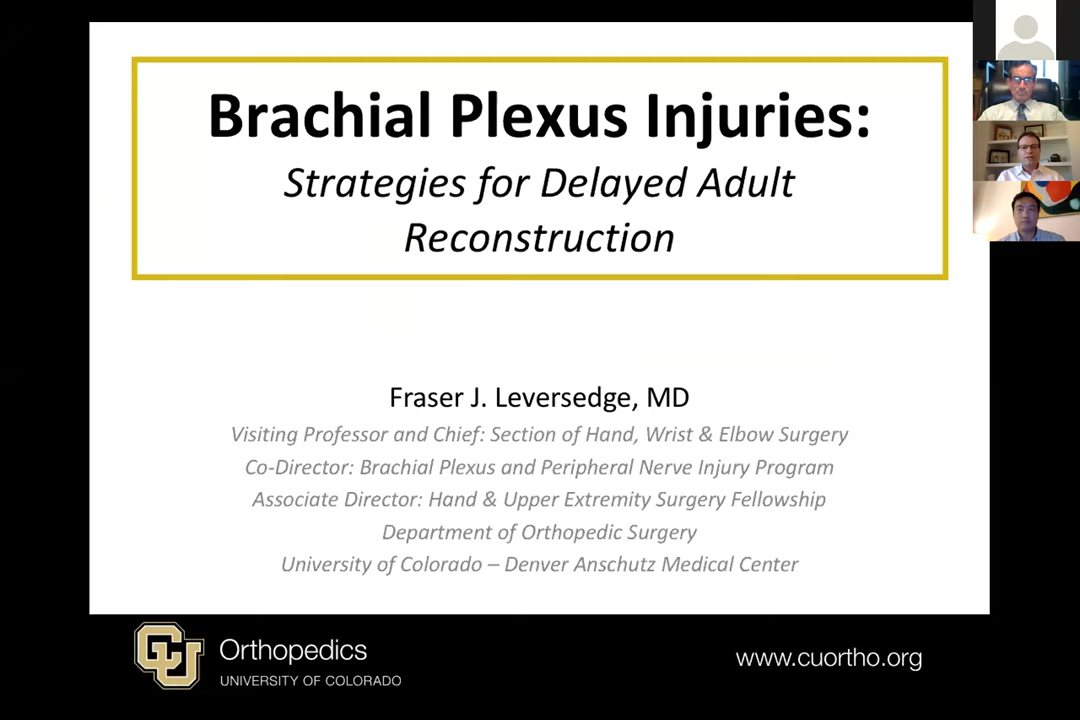 Brachial Plexus Injuries:
Strategies for Delayed Adult
Reconstruction
Fraser J. Leversedge, MD
Visiting Professor and Chief: Section of Hand, Wrist & Elbow Surgery
Co-Director: Brachial Plexus and Peripheral Nerve Injury Program
Associate Director: Hand & Upper Extremity Surgery Fellowship
Department of Orthopedic Surgery
University of Colorado – Denver Anschutz Medical Center
CU
Orthopedics
UNIVERSITY OF COLORADO
www.cuortho.org